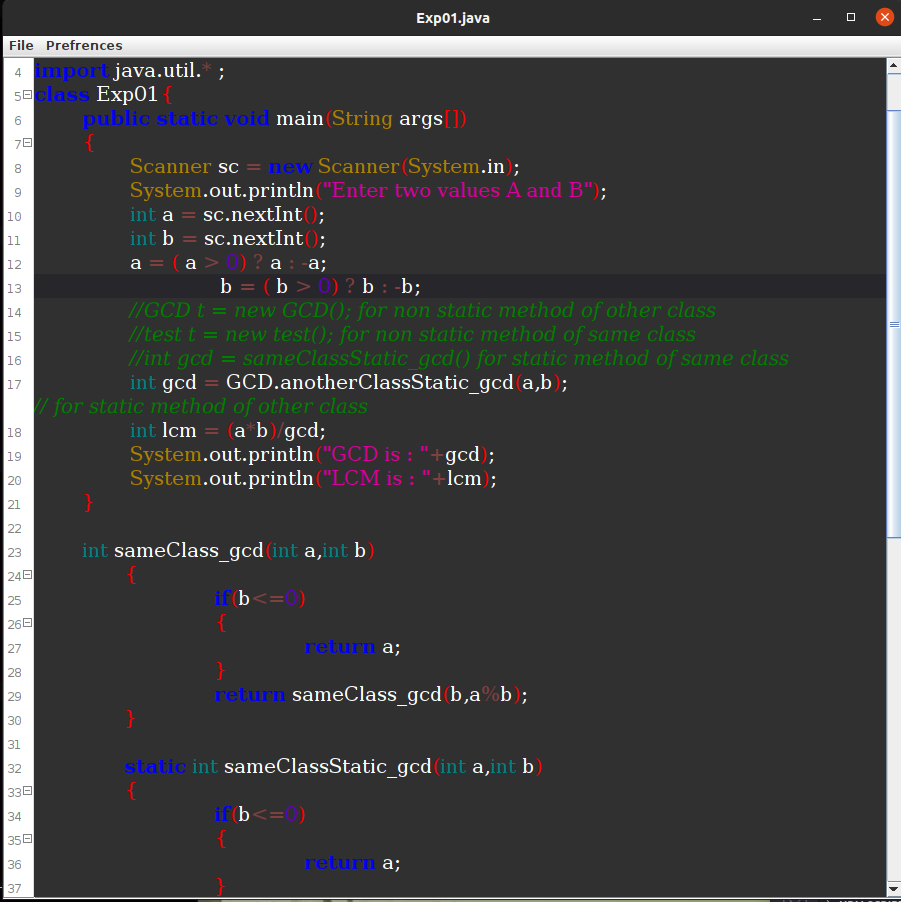 Exp01.java
File Prefrences
4 import java.util.* ;
5 class Exp01{
6 public static void main(String args[])
7 {
8 Scanner sc = new Scanner(System.in);
9 System.out.println("Enter two values A and B");
10 int a = sc.nextInt();
11 int b = sc.nextInt();
12 a = ( a > 0) ? a : -a;
13 b = ( b > 0) ? b : -b;
14 //GCD t = new GCD(); for non static method of other class
15 //test t = new test(); for non static method of same class
16 //int gcd = sameClassStatic_gcd() for static method of same class
17 int gcd = GCD.anotherClassStatic_gcd(a,b);
// for static method of other class
18 int lcm = (a*b)/gcd;
19 System.out.println("GCD is : "+gcd);
20 System.out.println("LCM is : "+lcm);
21 }
22
23 int sameClass_gcd(int a,int b)
24 {
25 if(b<=0)
26 {
27 return a;
28 }
29 return sameClass_gcd(b,a%b);
30 }
31
32 static int sameClassStatic_gcd(int a,int b)
33 {
34 if(b<=0)
35 {
36 return a;
37 }